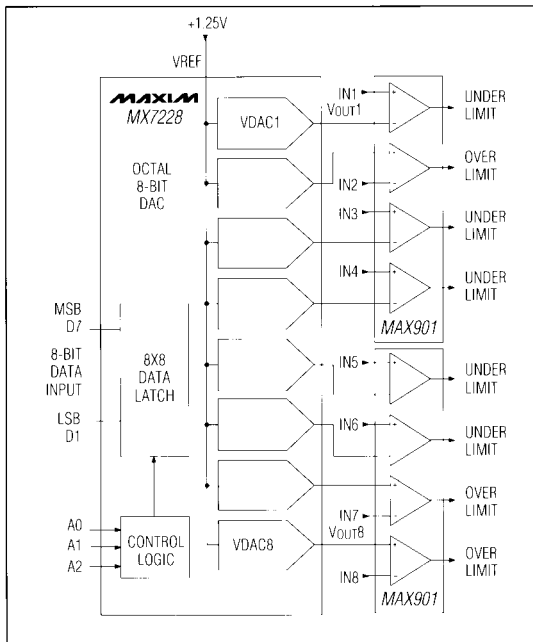 +1.25V
VREF
MAXIM
MX7228
OCTAL
8-BIT
DAC
MSB
D7
8-BIT
DATA
INPUT
LSB
D1
8X8
DATA
LATCH
A0
A1
A2
CONTROL
LOGIC
VDAC1
VDAC8
IN1
VOUT1
IN2
IN3
IN4
MAX901
IN5
IN6
IN7
VOUT8
IN8
MAX901
UNDER
LIMIT
OVER
LIMIT
UNDER
LIMIT
UNDER
LIMIT
UNDER
LIMIT
UNDER
LIMIT
OVER
LIMIT
OVER
LIMIT